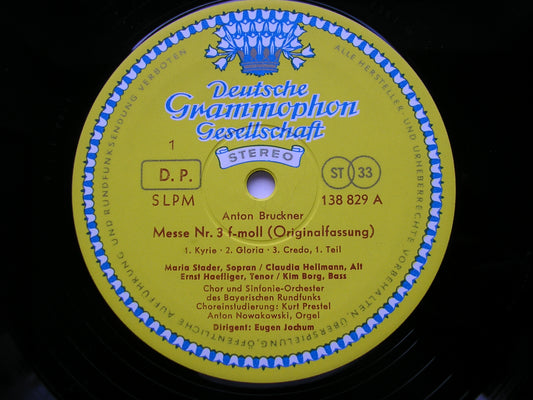 Deutsche
Grammophon
Gesellschaft
STEREO
1
D. P.
SLPM
ST 33
138 829 A
Anton Bruckner
Messe Nr. 3 f-moll (Originalfassung)
1. Kyrie · 2. Gloria · 3. Credo, 1. Teil
Maria Stader, Sopran / Claudia Hellmann, Alt
Ernst Haefliger, Tenor / Kim Borg, Bass
Chor und Sinfonie-Orchester
des Bayerischen Rundfunks
Choreinstudierung: Kurt Prestel
Anton Nowakowski, Orgel
Dirigent: Eugen Jochum
ALLE HERSTELLER- UND URHEBERRECHTE VORBEHALTEN, ÜBERSPIELUNG, ÖFFENTLICHE AUFFÜHRUNG UND RUNDFUNKSENDUNG VERBOTEN